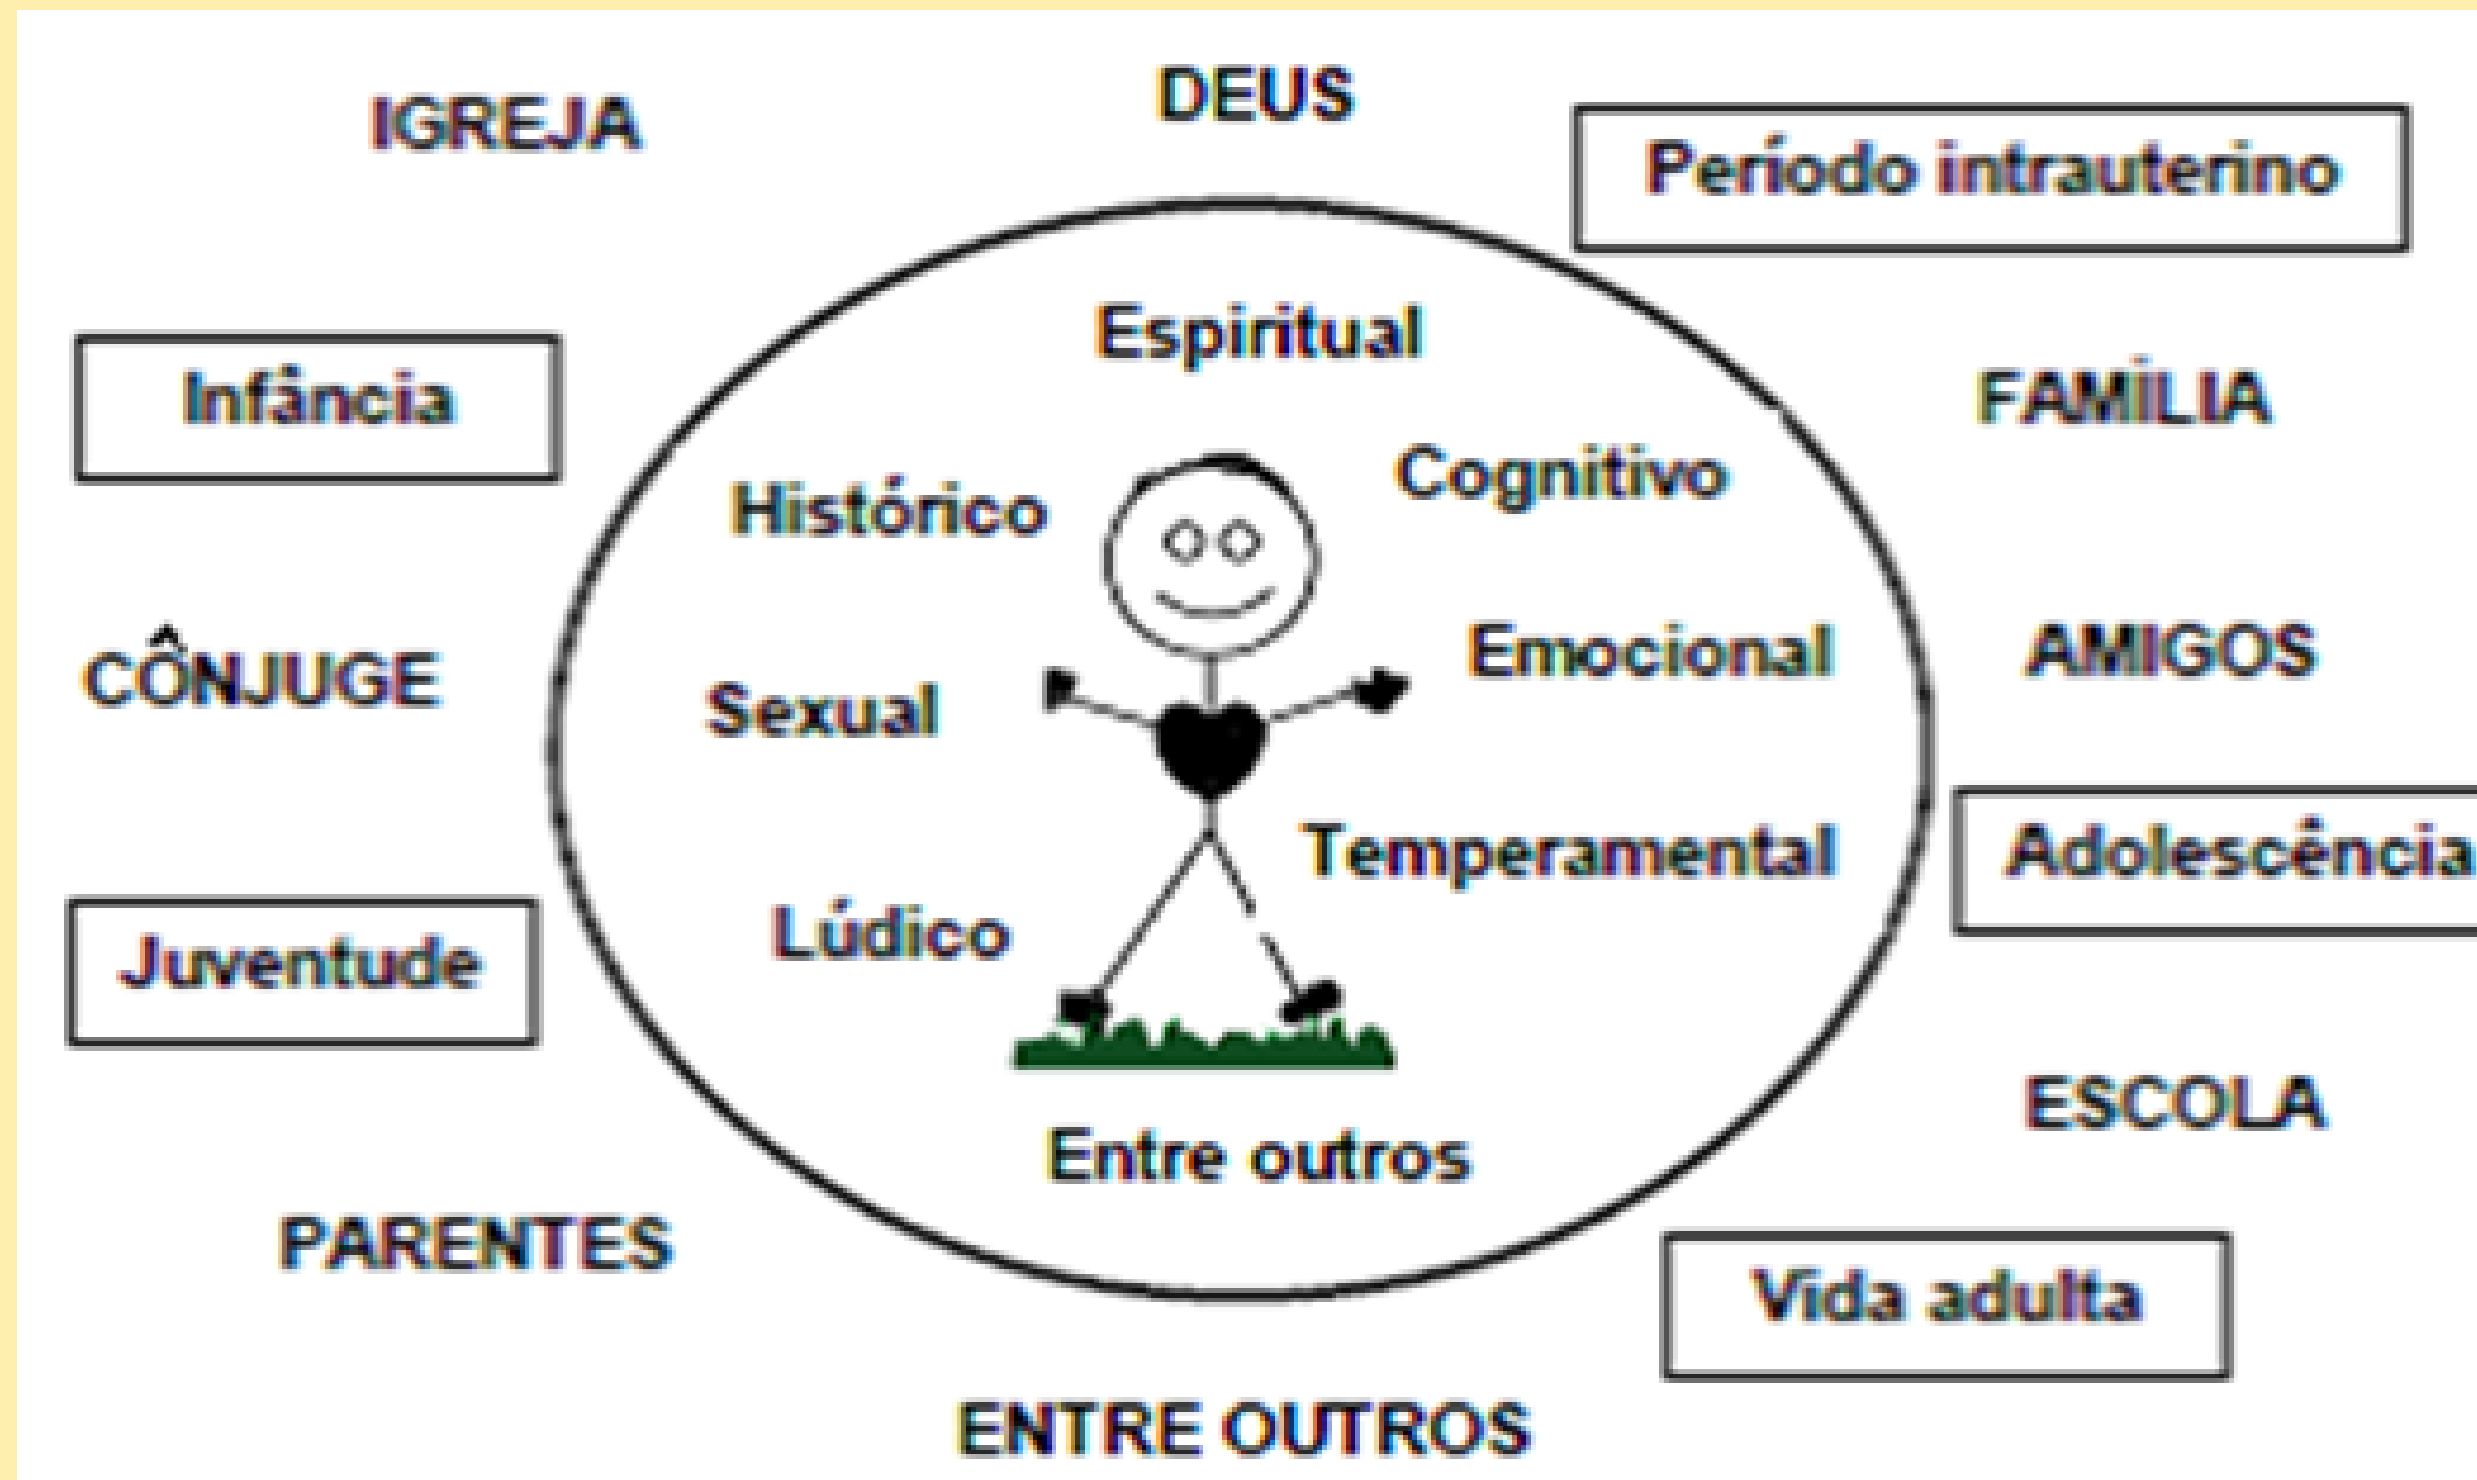 DEUS
IGREJA
Período intrauterino
Espiritual
Infância
FAMÍLIA
Cognitivo
Histórico
Emocional
AMIGOS
CÔNJUGE
Sexual
Temperamental
Adolescência
Lúdico
Juventude
ESCOLA
Entre outros
PARENTES
Vida adulta
ENTRE OUTROS